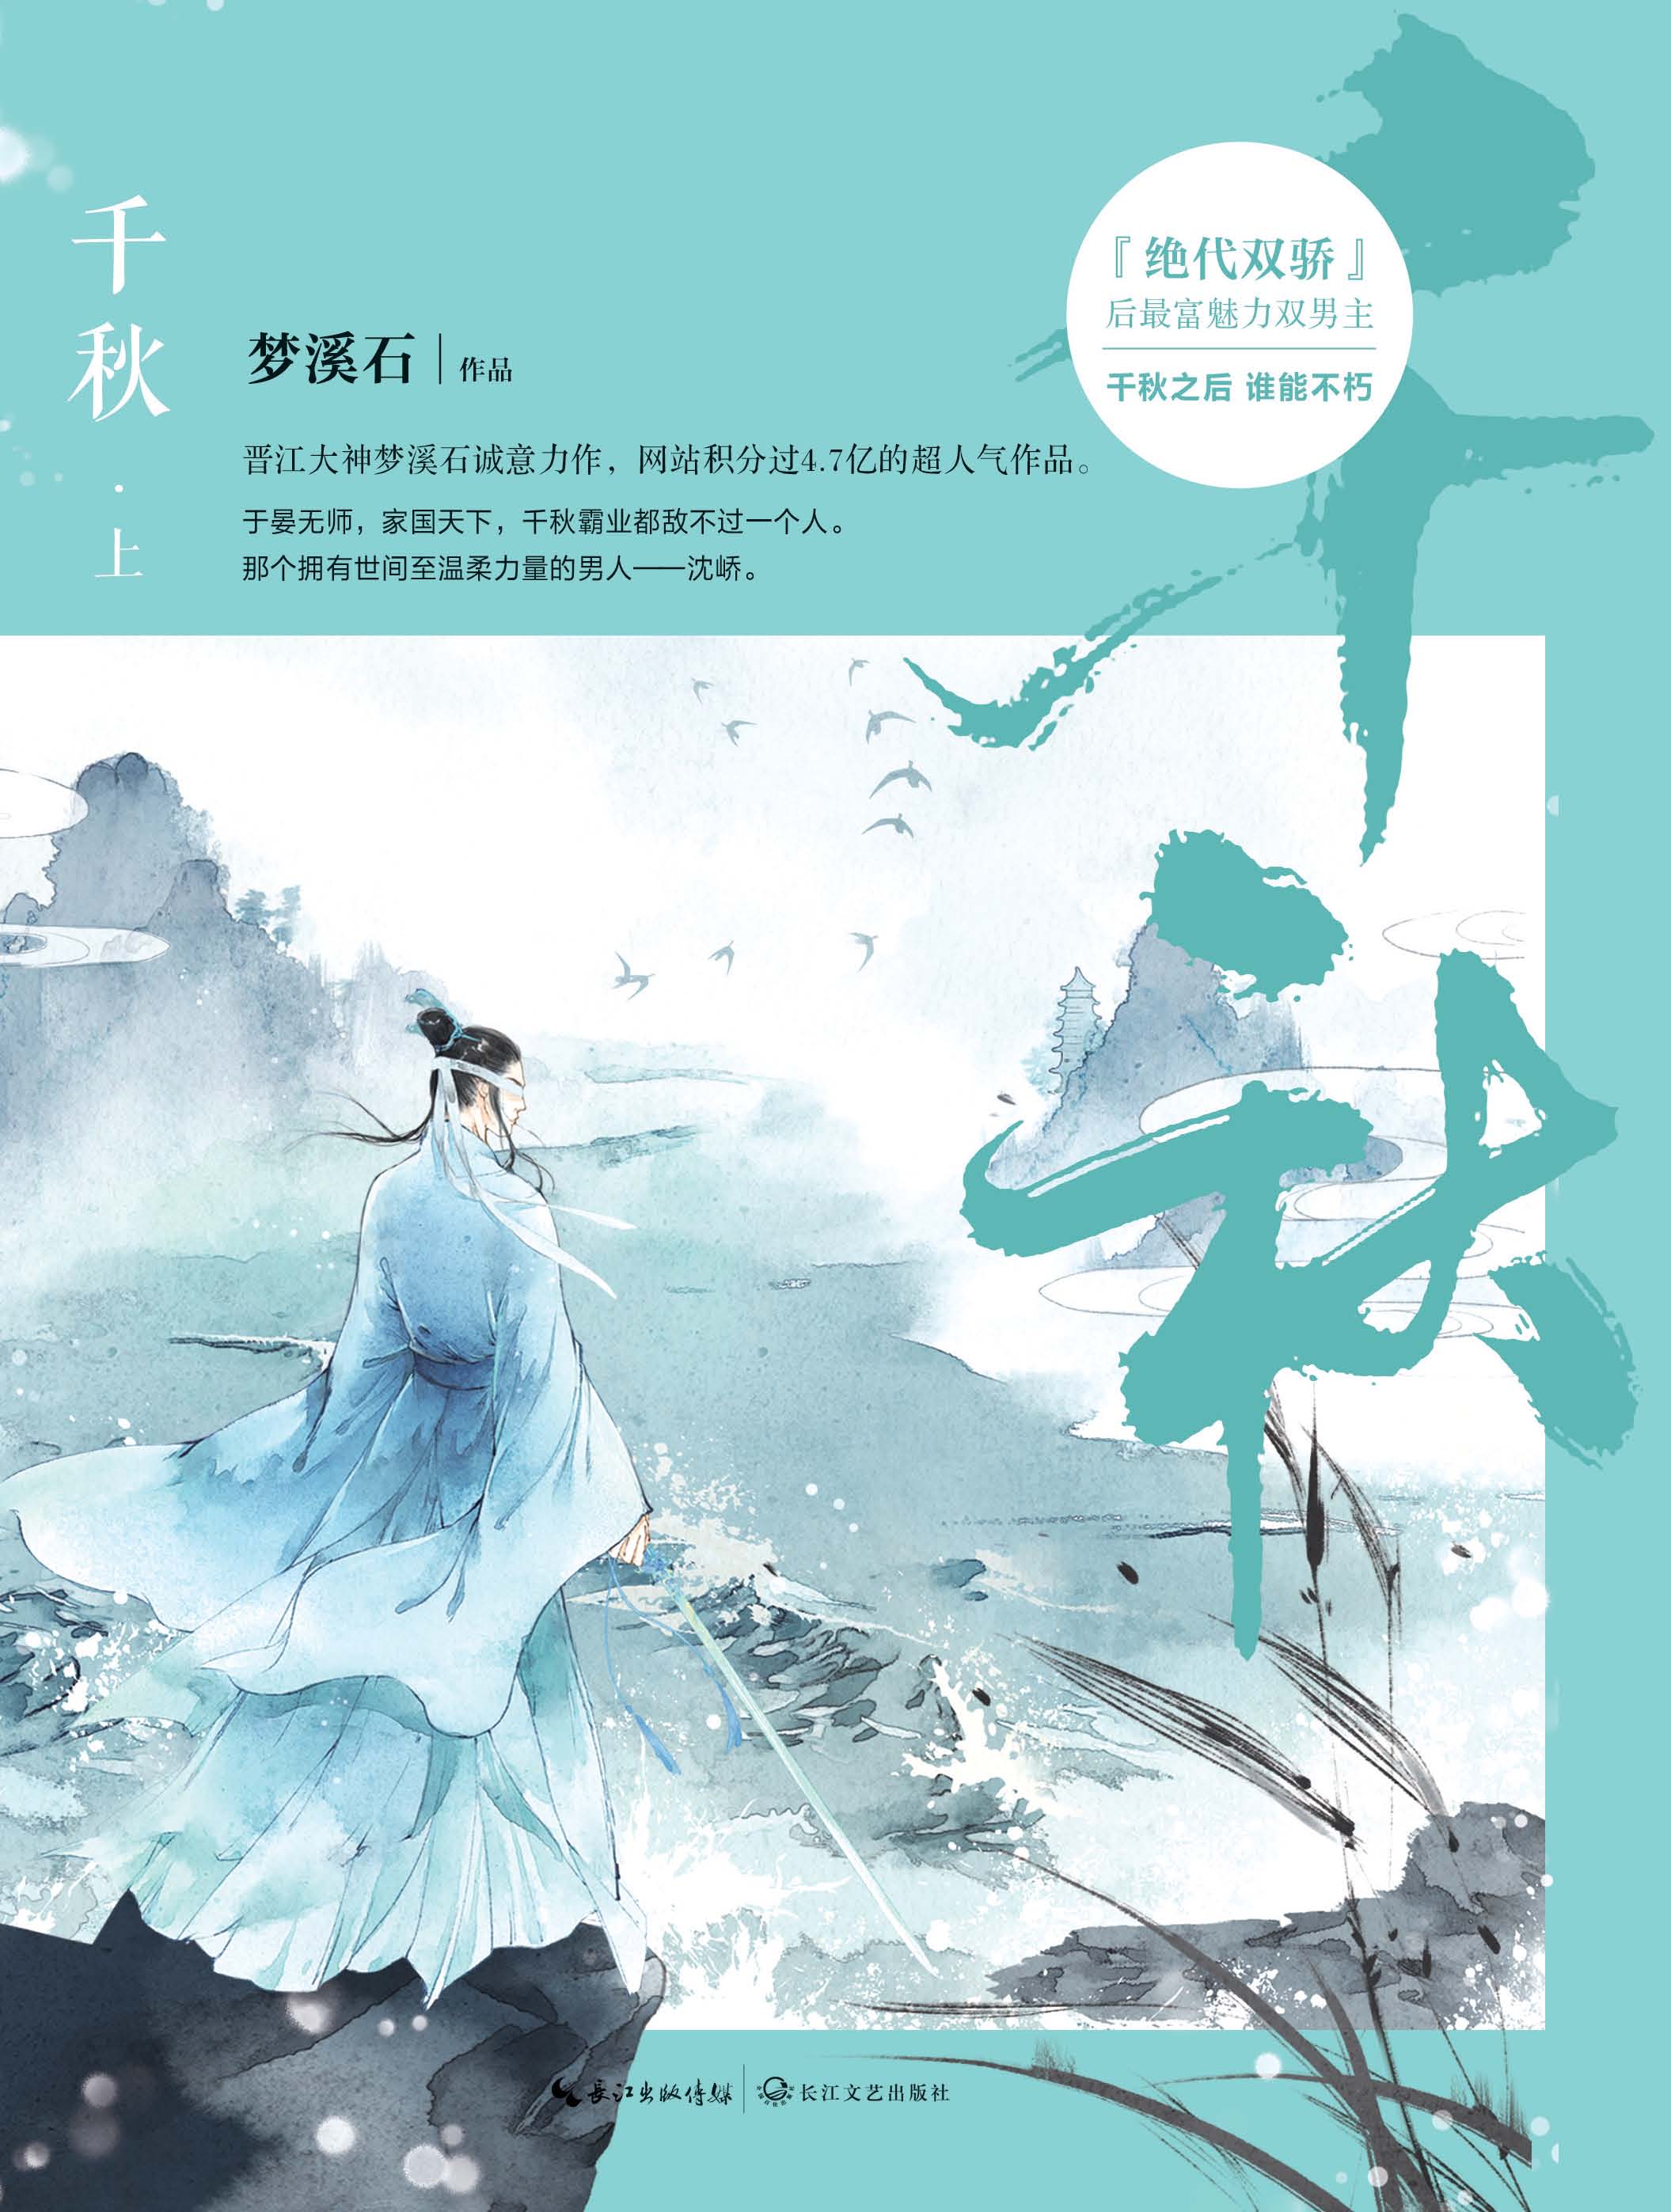 千秋·上
梦溪石|作品
晋江大神梦溪石诚意力作，网站积分过4.7亿的超人气作品。
于晏无师，家国天下，千秋霸业都敌不过一个人。
那个拥有世间至温柔力量的男人——沈峤。
『绝代双骄』
后最富魅力双男主
千秋之后 谁能不朽
千秋
长江出版传媒
长江文艺出版社